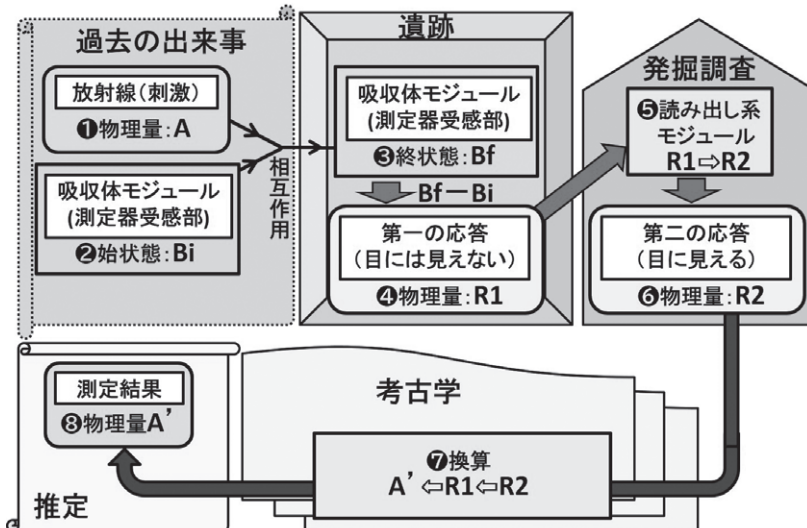 過去の出来事
放射線(刺激)
❶物理量:A
吸収体モジュール
(測定器受感部)
❷始状態:Bi
相互作用
遺跡
吸収体モジュール
(測定器受感部)
❸終状態:Bf
Bf－Bi
第一の応答
(目には見えない)
❹物理量:R1
発掘調査
❺読み出し系
モジュール
R1⇨R2
第二の応答
(目に見える)
❻物理量:R2
考古学
❼換算
A’ ⇦R1⇦R2
測定結果
❽物理量A’
推定